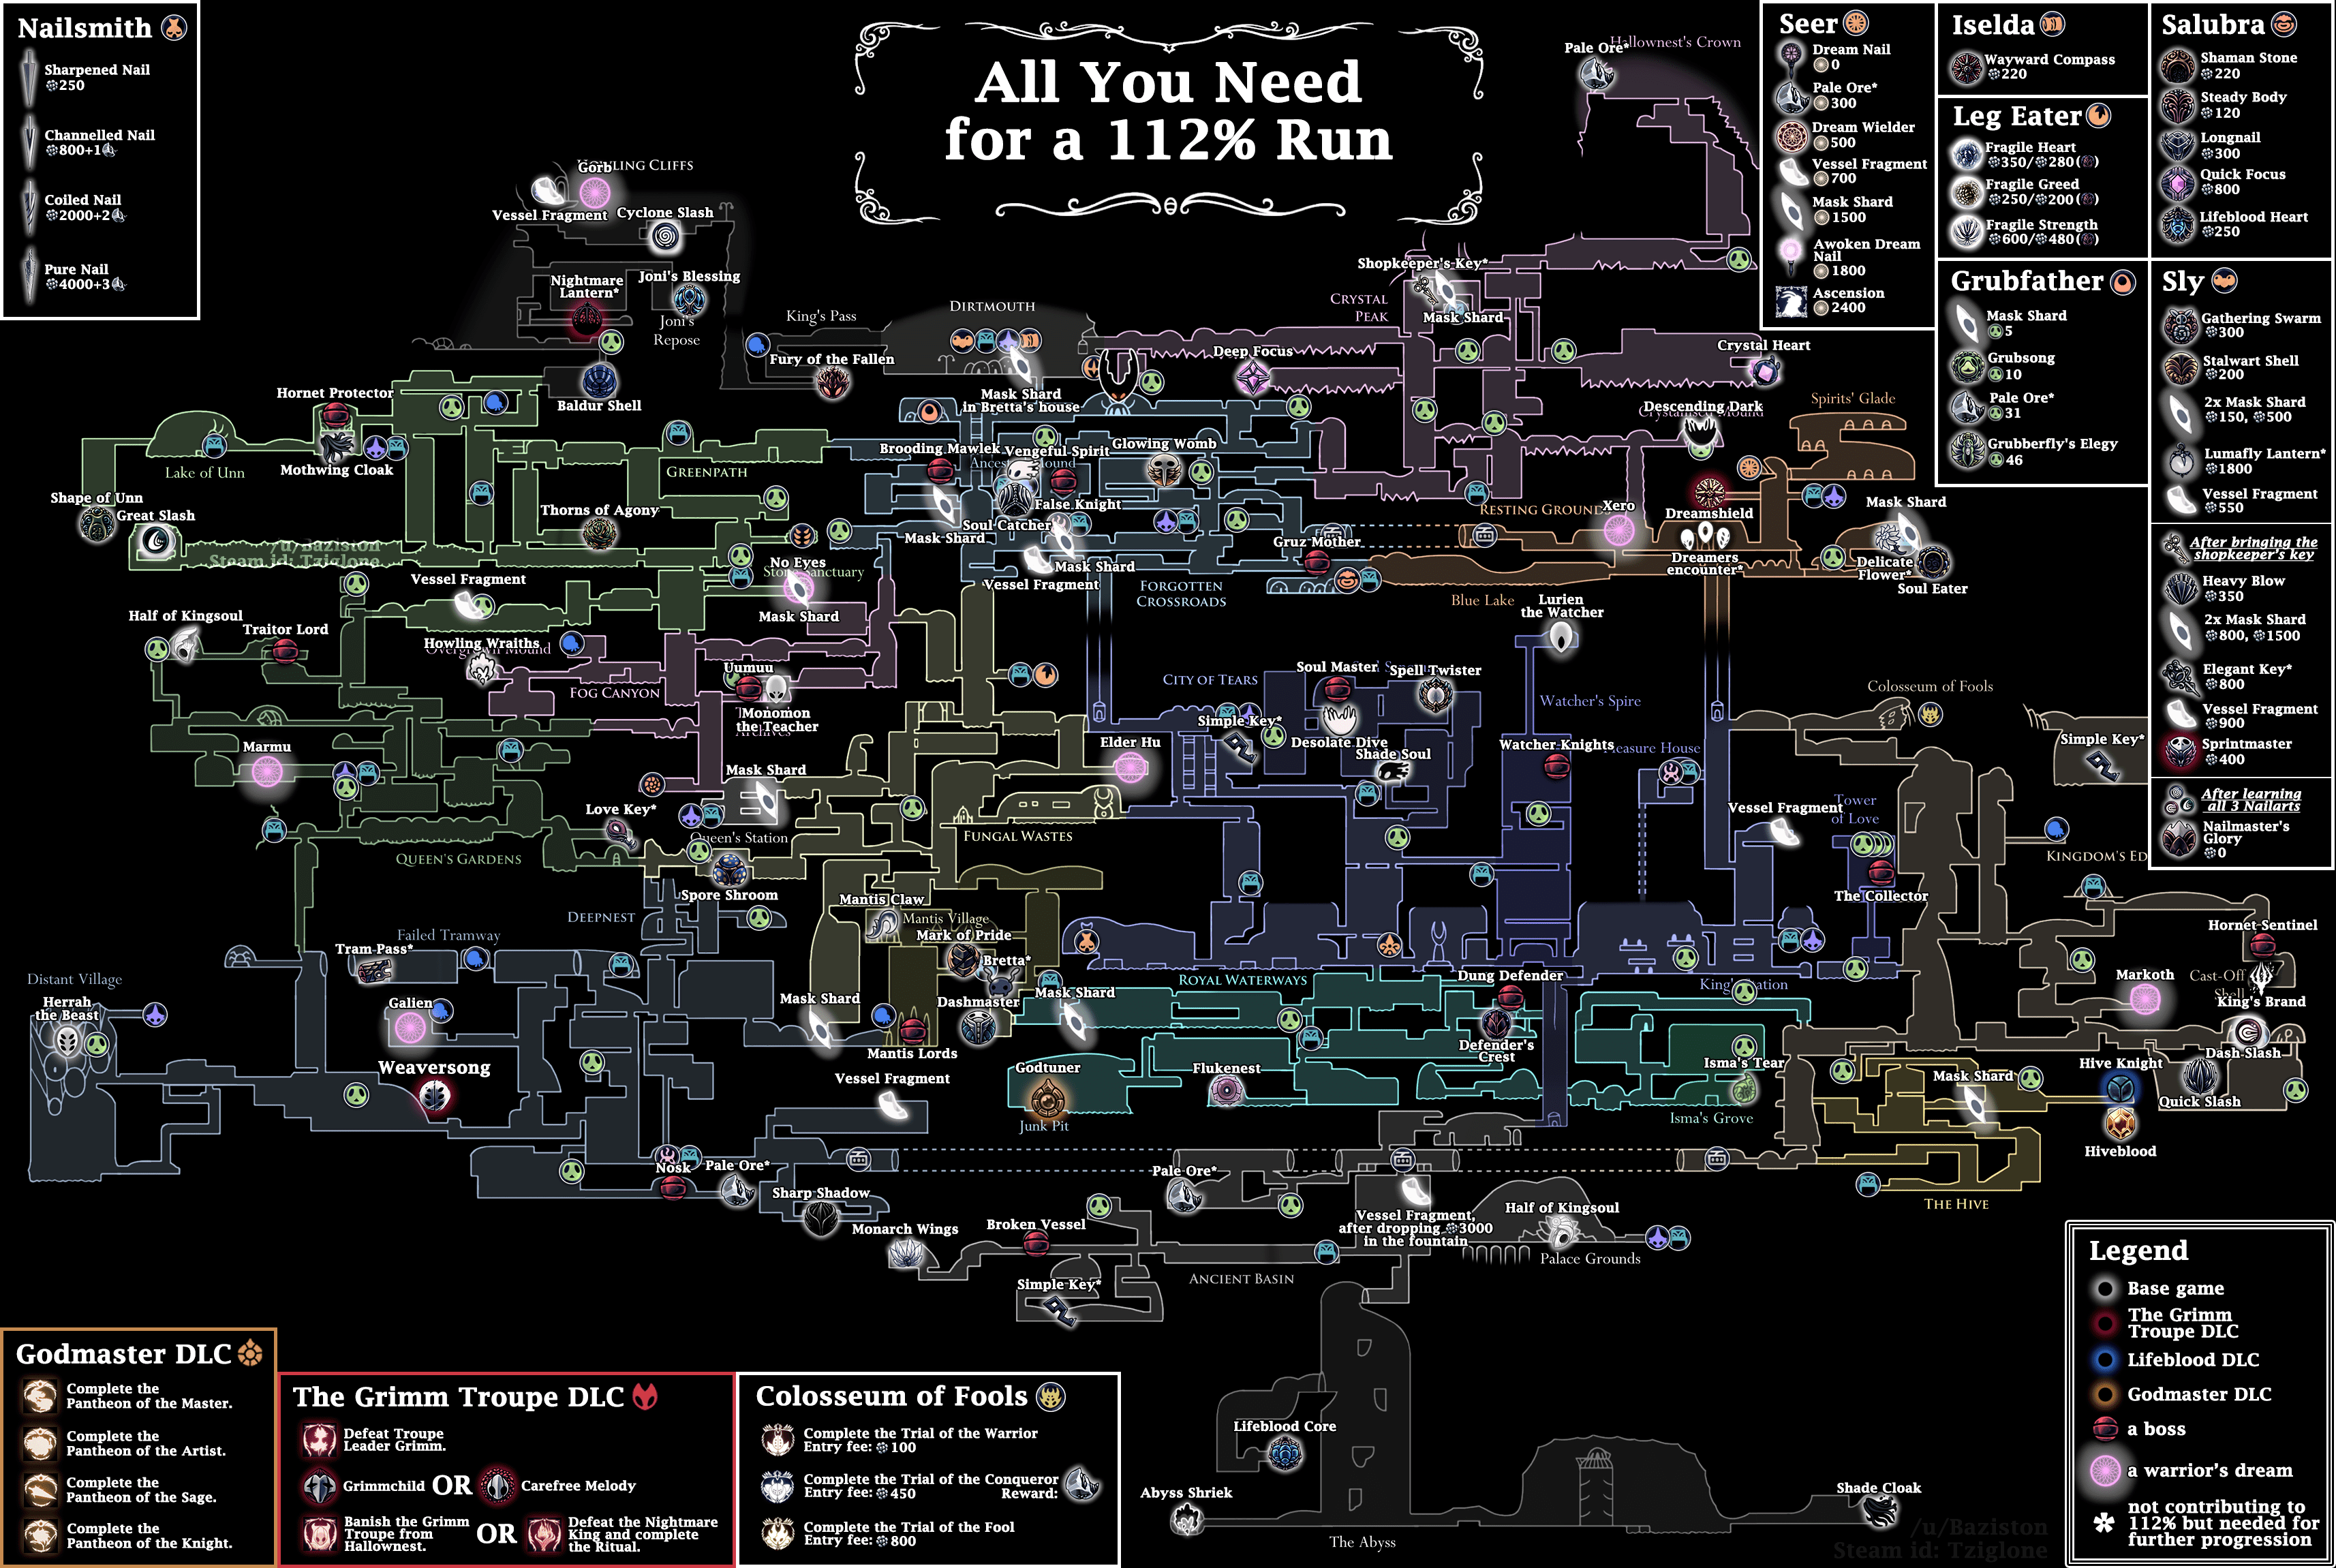 All You Need
for a 112% Run
Nailsmith
Sharpened Nail
250
Channelled Nail
800+1
Coiled Nail
2000+2
Pure Nail
4000+3
Seer
Dream Nail
0
Pale Ore*
300
Dream Wielder
500
Vessel Fragment
700
Mask Shard
1500
Awoken Dream
Nail
1800
Ascension
2400
Iselda
Wayward Compass
220
Leg Eater
Fragile Heart
350/280( )
Fragile Greed
250/200( )
Fragile Strength
600/480( )
Grubfather
Mask Shard
5
Grubsong
10
Pale Ore*
31
Grubberfly's Elegy
46
Salubra
Shaman Stone
220
Steady Body
120
Longnail
300
Quick Focus
800
Lifeblood Heart
250
Sly
Gathering Swarm
300
Stalwart Shell
200
2x Mask Shard
150, 500
Lumafly Lantern*
1800
Vessel Fragment
550
After bringing the
shopkeeper's key
Heavy Blow
350
2x Mask Shard
800, 1500
Elegant Key*
800
Vessel Fragment
900
Sprintmaster
400
After learning
all 3 Nailarts
Nailmaster's
Glory
0
Hallownest's Crown
Pale Ore*
Howling Cliffs
Gorb
Vessel Fragment
Cyclone Slash
Nightmare
Lantern*
Joni's Blessing
Joni's
Repose
Baldur Shell
King's Pass
Fury of the Fallen
Dirtmouth
Mask Shard
in Bretta's house
Crystal
Peak
Shopkeeper's Key*
Mask Shard
Deep Focus
Crystal Heart
Descending Dark
Crystallised Mound
Spirits' Glade
Hornet Protector
Mothwing Cloak
Lake of Unn
Greenpath
Shape of Unn
Great Slash
Thorns of Agony
/u/Baziston
Steam id: Tziglone
Brooding Mawlek
Vengeful Spirit
Ancestral Mound
Glowing Womb
False Knight
Soul Catcher
Mask Shard
Mask Shard
Vessel Fragment
Forgotten
Crossroads
Gruz Mother
Resting Grounds
Xero
Dreamshield
Dreamers
encounter*
Mask Shard
Delicate
Flower*
Soul Eater
Blue Lake
No Eyes
Stone Sanctuary
Mask Shard
Vessel Fragment
Half of Kingsoul
Traitor Lord
Howling Wraiths
Overgrown Mound
Fog Canyon
Uumuu
Monomon
the Teacher
Archives
Marmu
Queen's Gardens
Love Key*
Mask Shard
Queen's Station
Spore Shroom
Fungal Wastes
Elder Hu
Mantis Claw
Mantis Village
Mark of Pride
Bretta*
Dashmaster
Mask Shard
Mantis Lords
City of Tears
Simple Key*
Soul Master
Spell Twister
Desolate Dive
Shade Soul
Lurien
the Watcher
Watcher's Spire
Watcher Knights
Pleasure House
Vessel Fragment
Tower
of Love
The Collector
King's Station
Colosseum of Fools
Simple Key*
Kingdom's Ed
Hornet Sentinel
Cast-Off
Shell
King's Brand
Markoth
Dash Slash
Quick Slash
Hive Knight
Hiveblood
Mask Shard
The Hive
Deepnest
Failed Tramway
Tram Pass*
Distant Village
Herrah
the Beast
Galien
Weaversong
Nosk
Pale Ore*
Sharp Shadow
Vessel Fragment
Royal Waterways
Mask Shard
Godtuner
Junk Pit
Flukenest
Dung Defender
Defender's
Crest
Isma's Tear
Isma's Grove
Monarch Wings
Broken Vessel
Simple Key*
Pale Ore*
Ancient Basin
Vessel Fragment,
after dropping 3000
in the fountain
Half of Kingsoul
Palace Grounds
Lifeblood Core
Abyss Shriek
The Abyss
Shade Cloak
/u/Baziston
Steam id: Tziglone
Godmaster DLC
Complete the
Pantheon of the Master.
Complete the
Pantheon of the Artist.
Complete the
Pantheon of the Sage.
Complete the
Pantheon of the Knight.
The Grimm Troupe DLC
Defeat Troupe
Leader Grimm.
Grimmchild OR Carefree Melody
Banish the Grimm
Troupe from
Hallownest.
OR
Defeat the Nightmare
King and complete
the Ritual.
Colosseum of Fools
Complete the Trial of the Warrior
Entry fee: 100
Complete the Trial of the Conqueror
Entry fee: 450 Reward:
Complete the Trial of the Fool
Entry fee: 800
Legend
Base game
The Grimm
Troupe DLC
Lifeblood DLC
Godmaster DLC
a boss
a warrior's dream
* not contributing to
112% but needed for
further progression